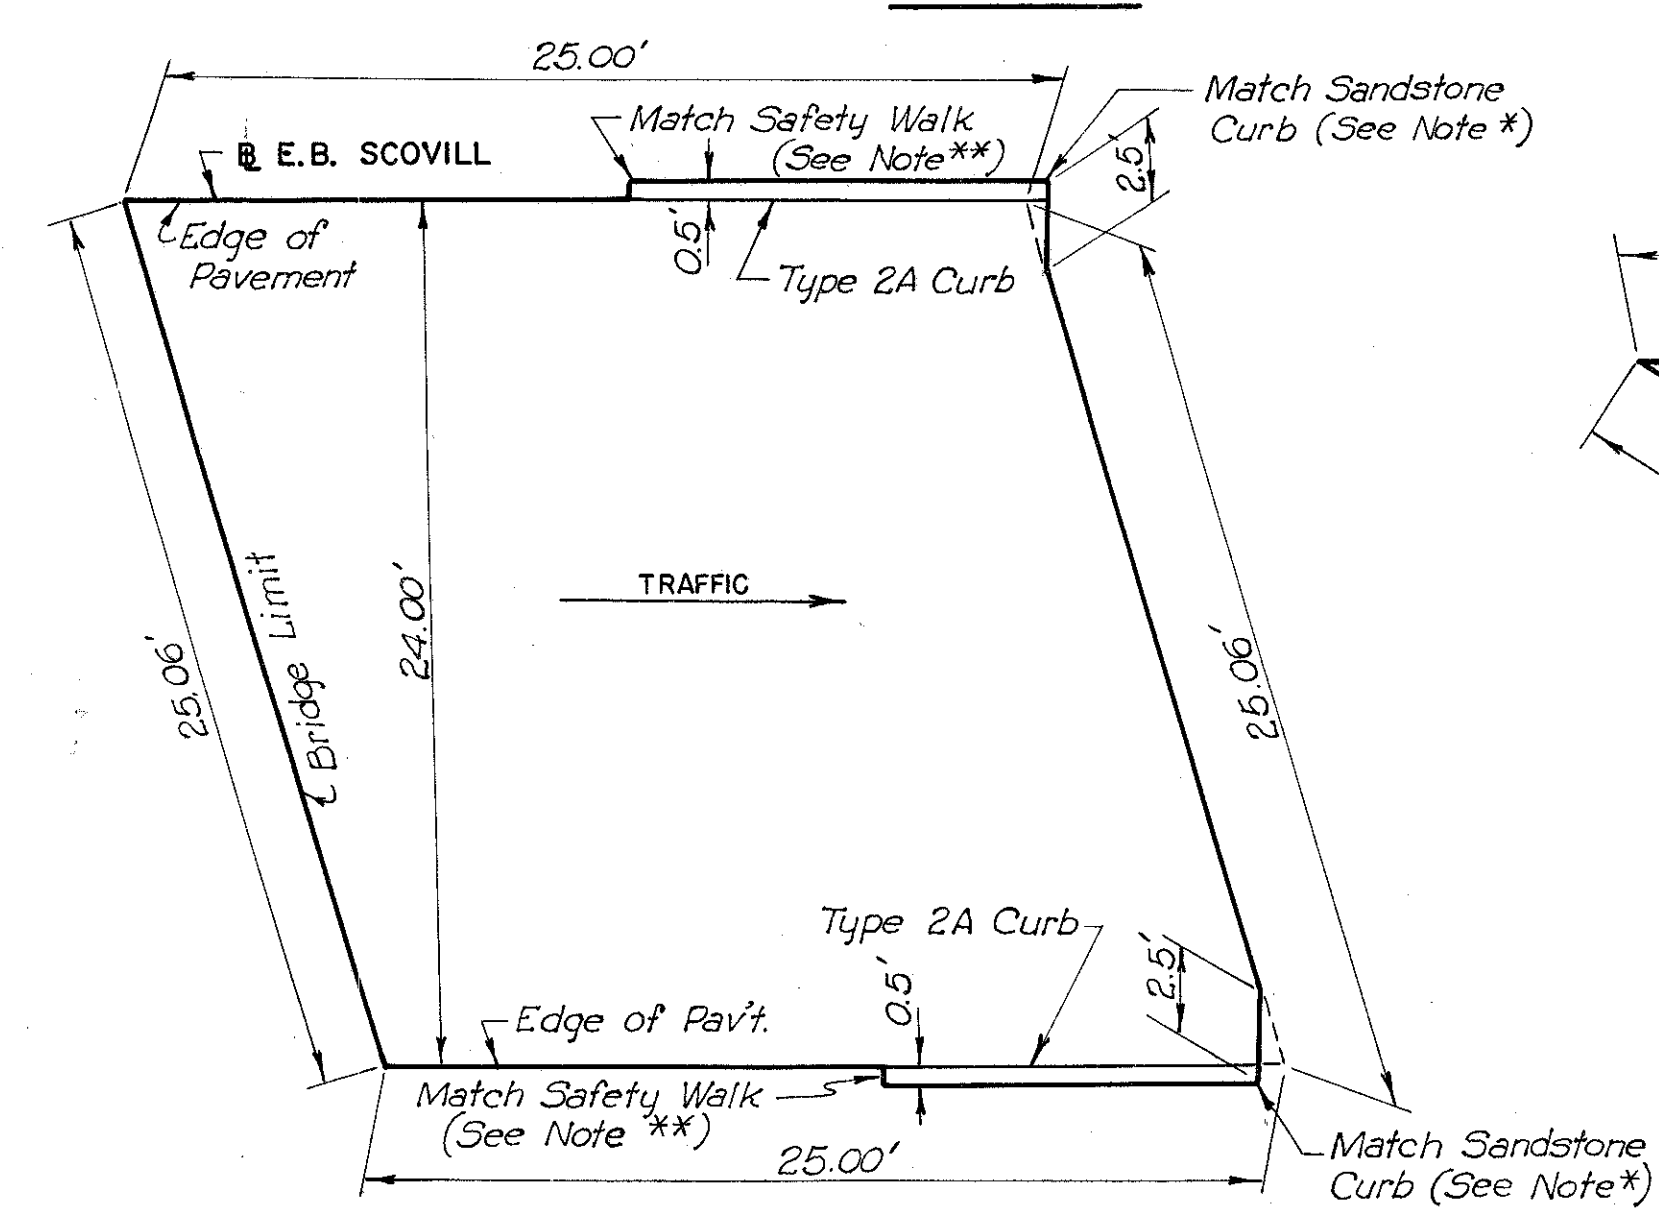 25.00'
Match Sandstone
Curb (See Note *)
Match Safety Walk
(See Note **)
2.5'
℄ E.B. SCOVILL
0.5'
Edge of
Pavement
Type 2A Curb
TRAFFIC
24.00'
Bridge Limit
25.06'
25.06'
Type 2A Curb
2.5'
0.5'
Edge of Pav't.
Match Safety Walk
(See Note **)
25.00'
Match Sandstone
Curb (See Note *)